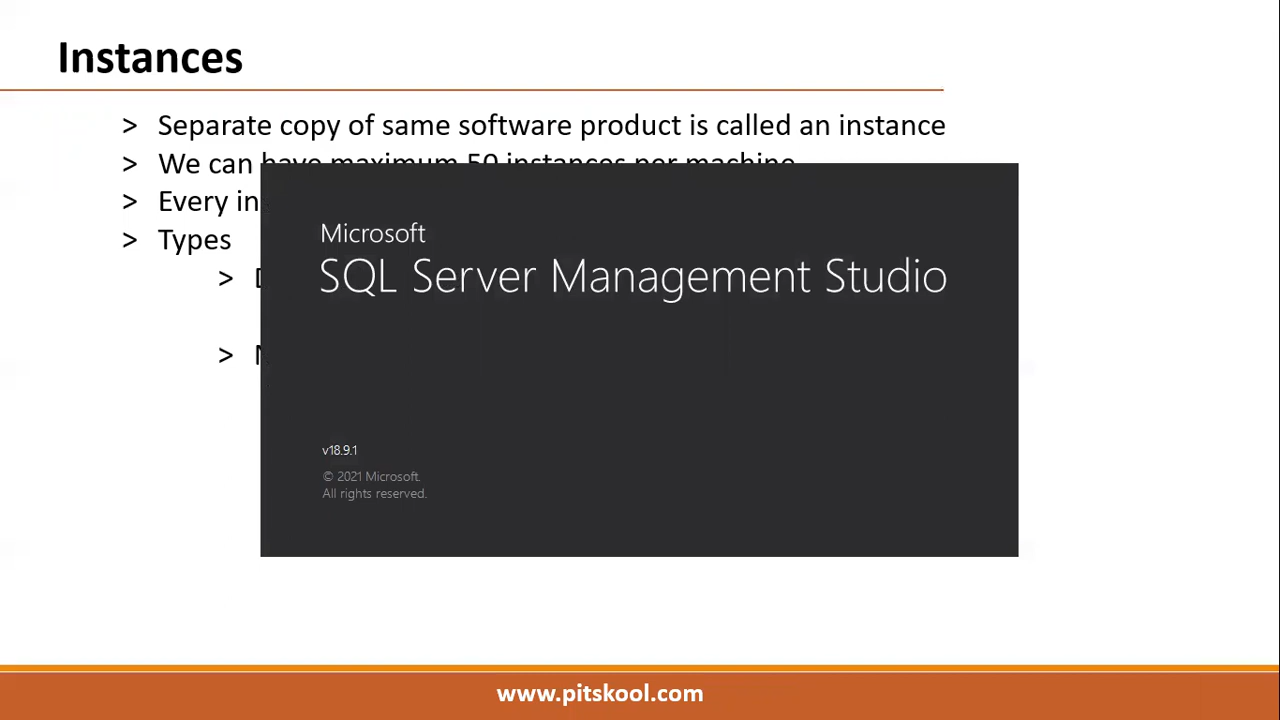 Instances
> Separate copy of same software product is called an instance
> We can have maximum 50 instances per machine
> Every in
> Types
>
>
Microsoft
SQL Server Management Studio
v18.9.1
© 2021 Microsoft.
All rights reserved.
www.pitskool.com